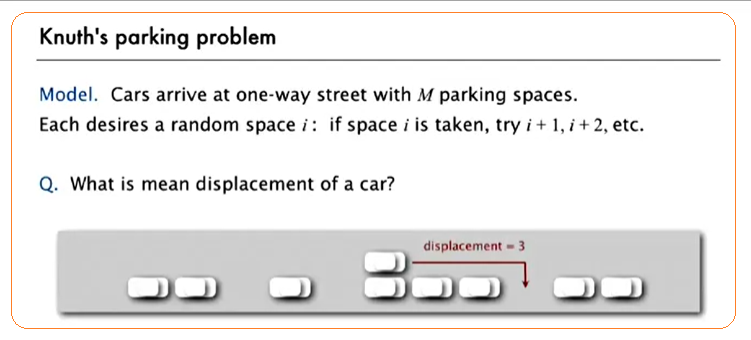 Knuth's parking problem
Model. Cars arrive at one-way street with M parking spaces.
Each desires a random space i : if space i is taken, try i + 1, i + 2, etc.
Q. What is mean displacement of a car?
displacement = 3